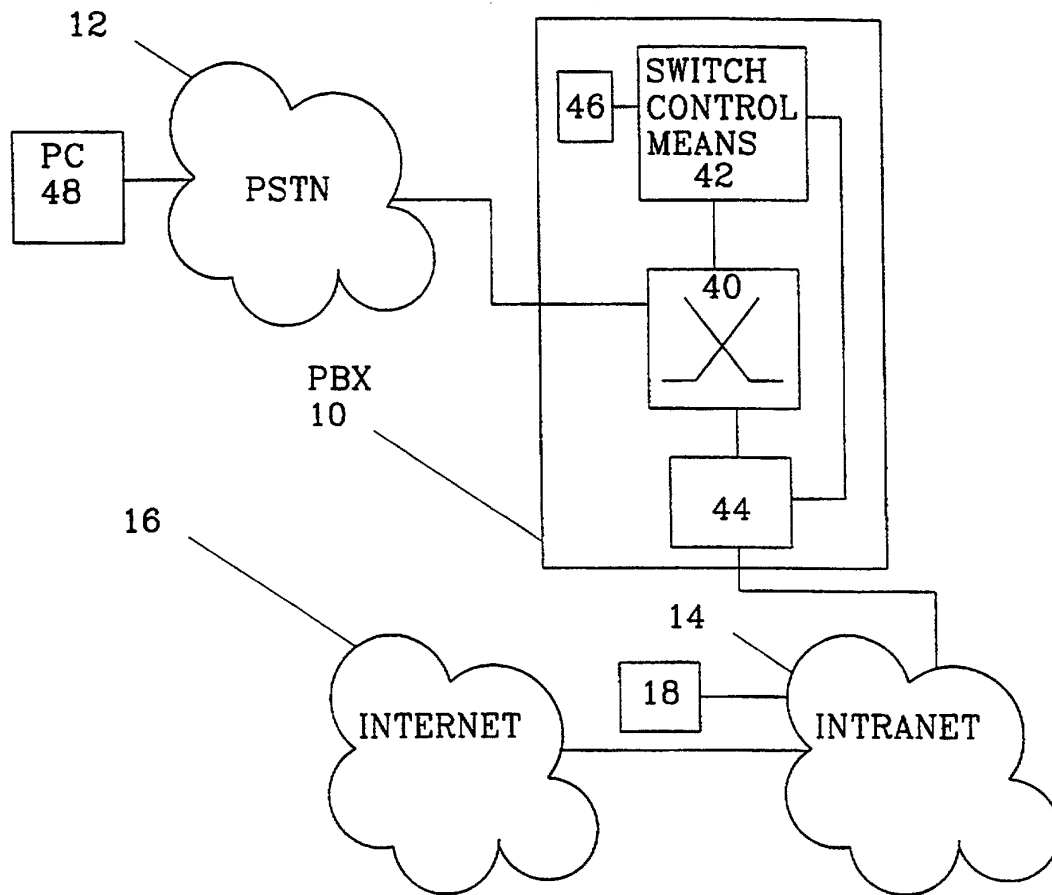 12
PC
48
PSTN
46
SWITCH
CONTROL
MEANS
42
40
PBX
10
44
16
14
18
INTERNET
INTRANET